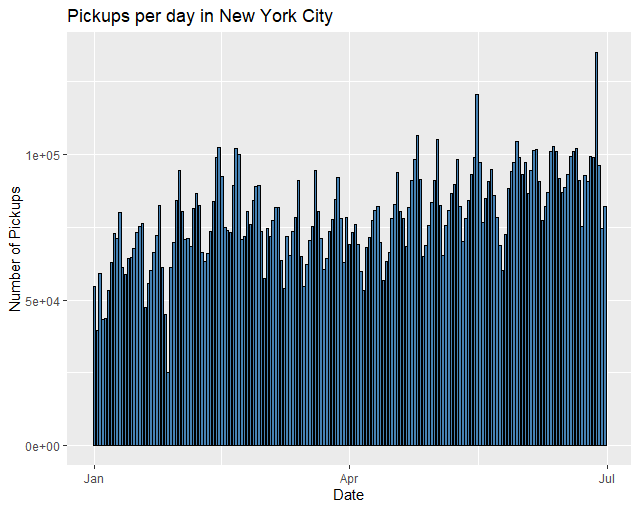 Pickups per day in New York City
1e+05
5e+04
0e+00
Number of Pickups
Jan
Apr
Jul
Date